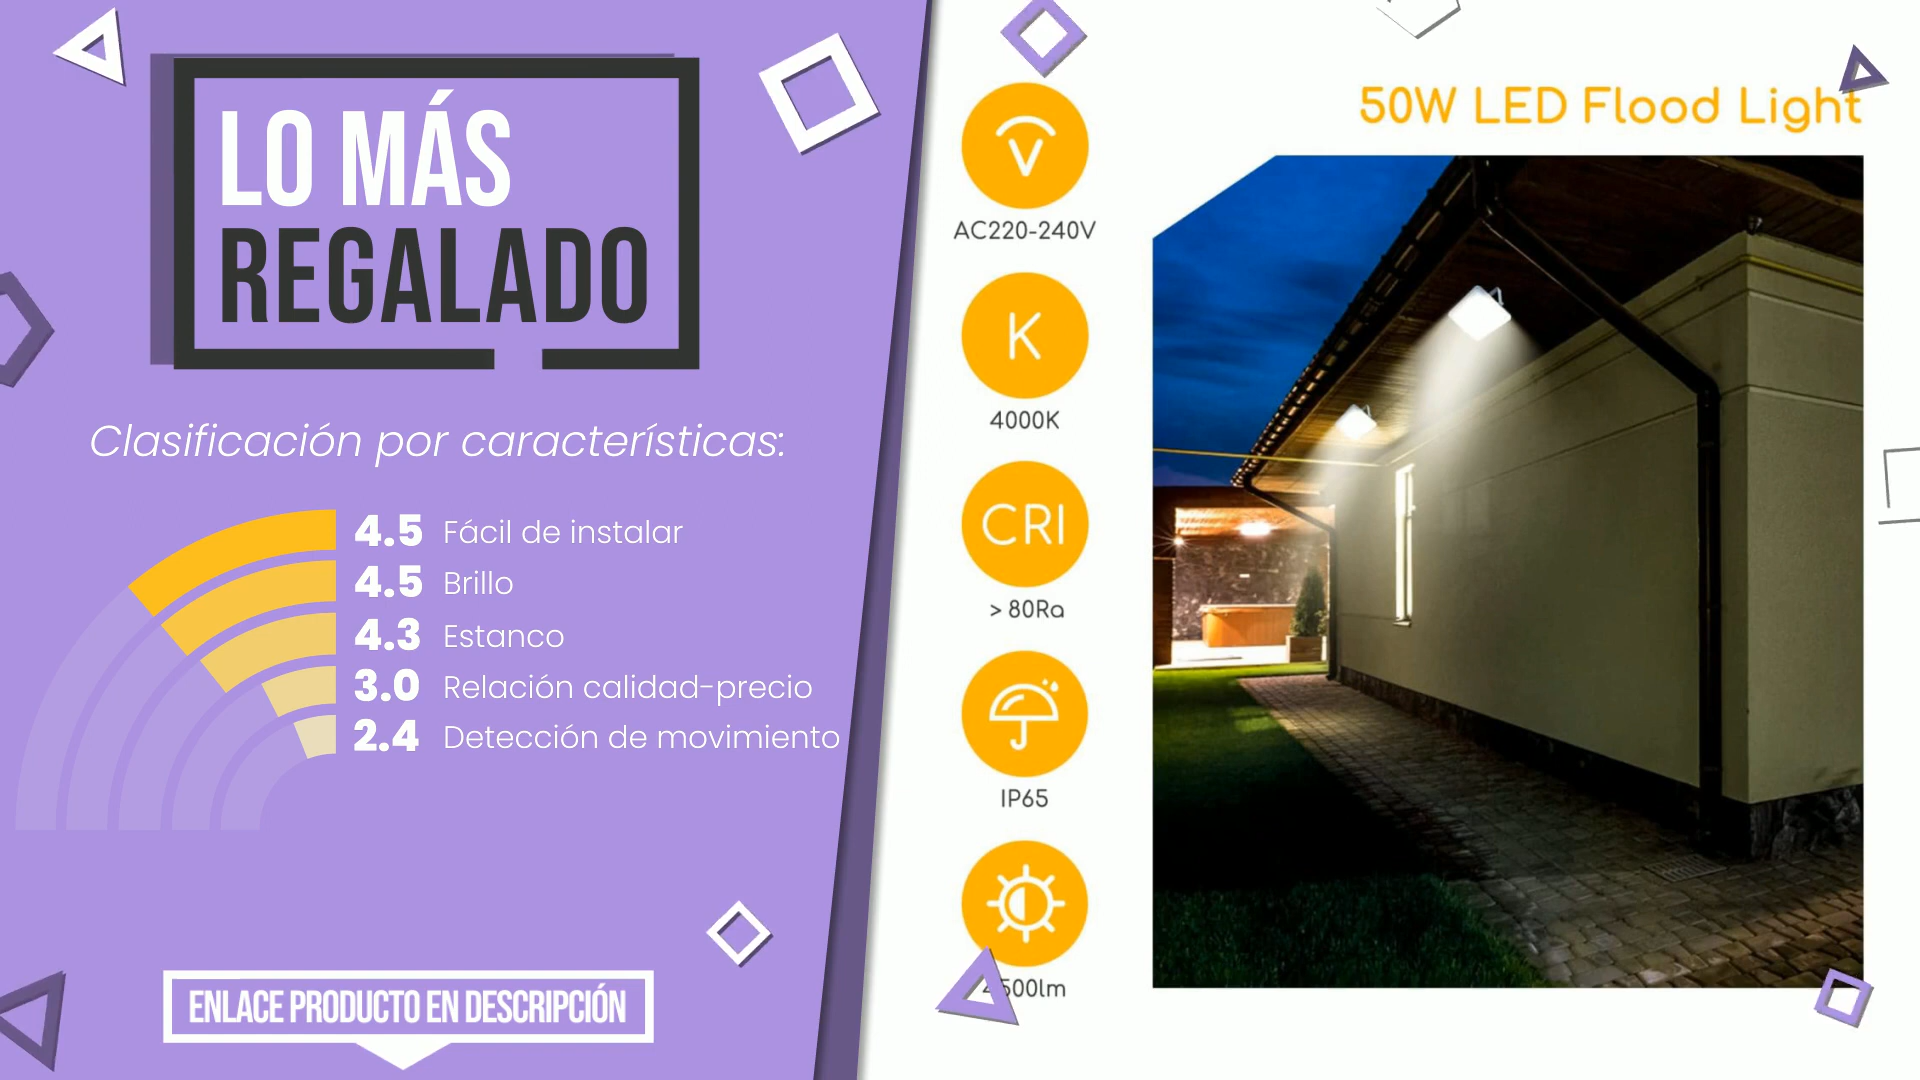 LO MÁS
REGALADO
Clasificación por características:
4.5 Fácil de instalar
4.5 Brillo
4.3 Estanco
3.0 Relación calidad-precio
2.4 Detección de movimiento
ENLACE PRODUCTO EN DESCRIPCIÓN
50W LED Flood Light
V
AC220-240V
K
4000K
CRI
> 80Ra
IP65
4500lm